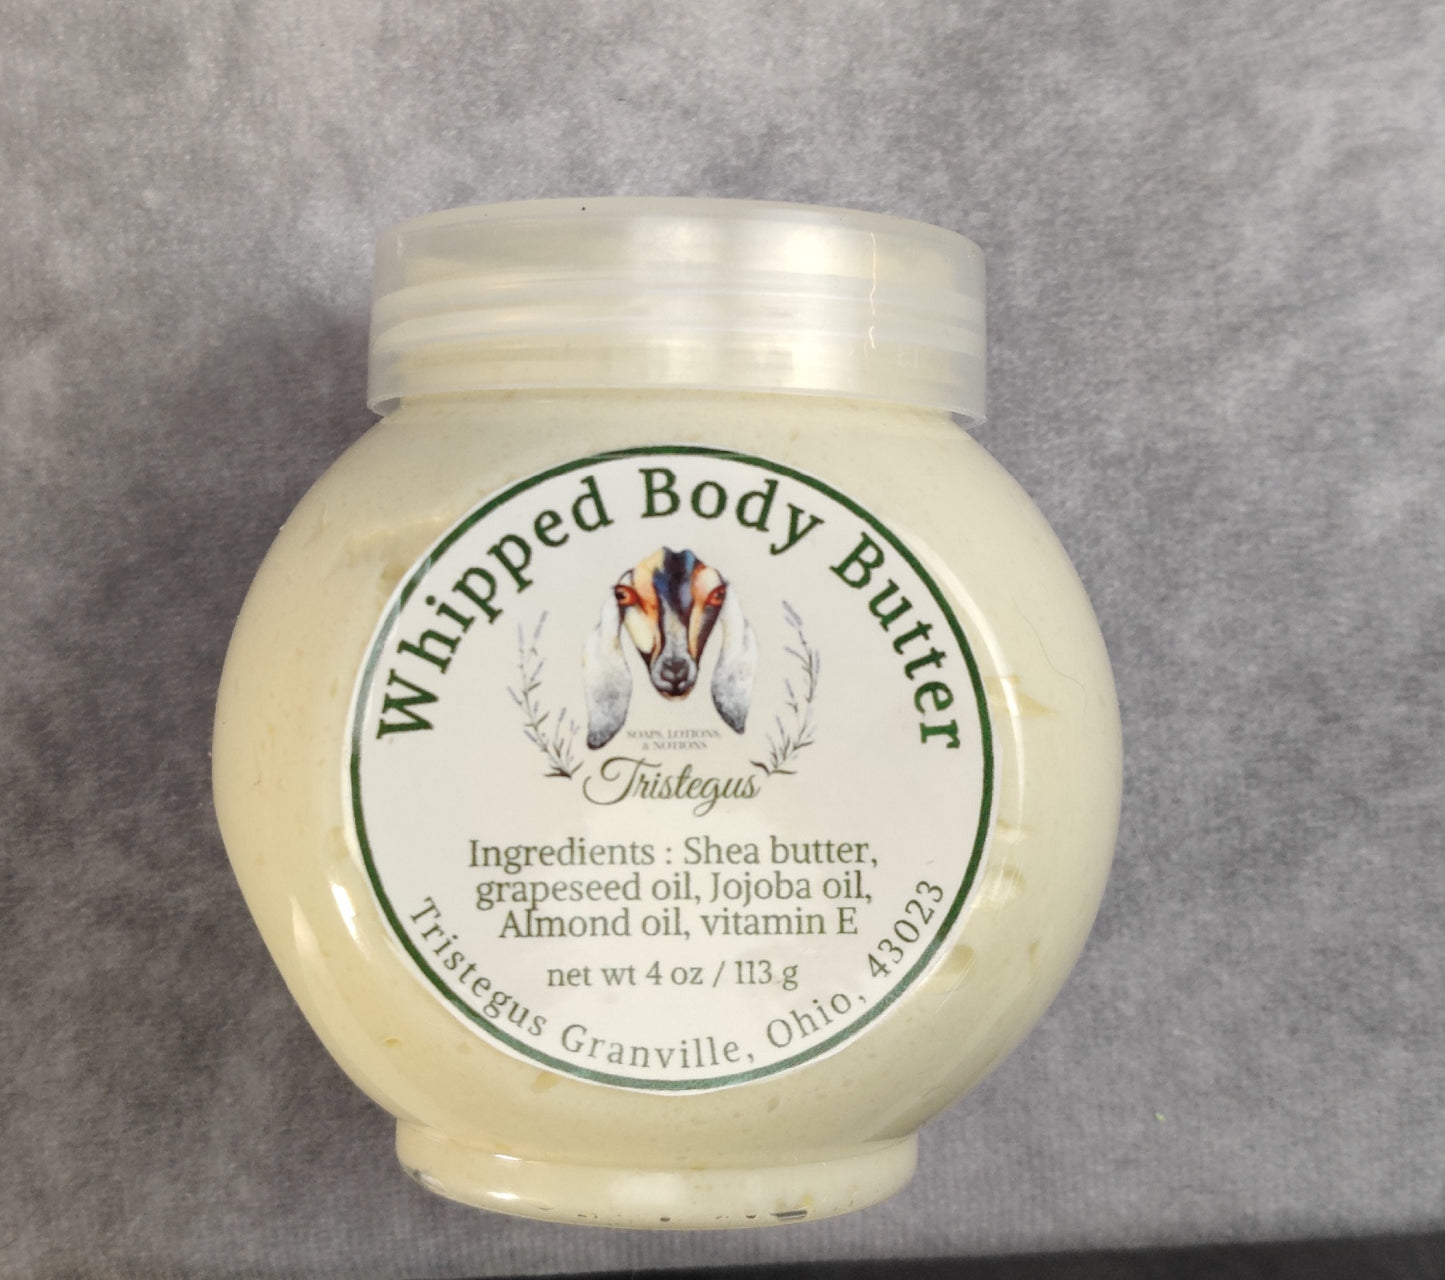 Whipped Body Butter
SOAPS, LOTIONS,
& NOTIONS
Tristegus
Ingredients : Shea butter,
grapeseed oil, Jojoba oil,
Almond oil, vitamin E
net wt 4 oz / 113 g
Tristegus Granville, Ohio, 43023